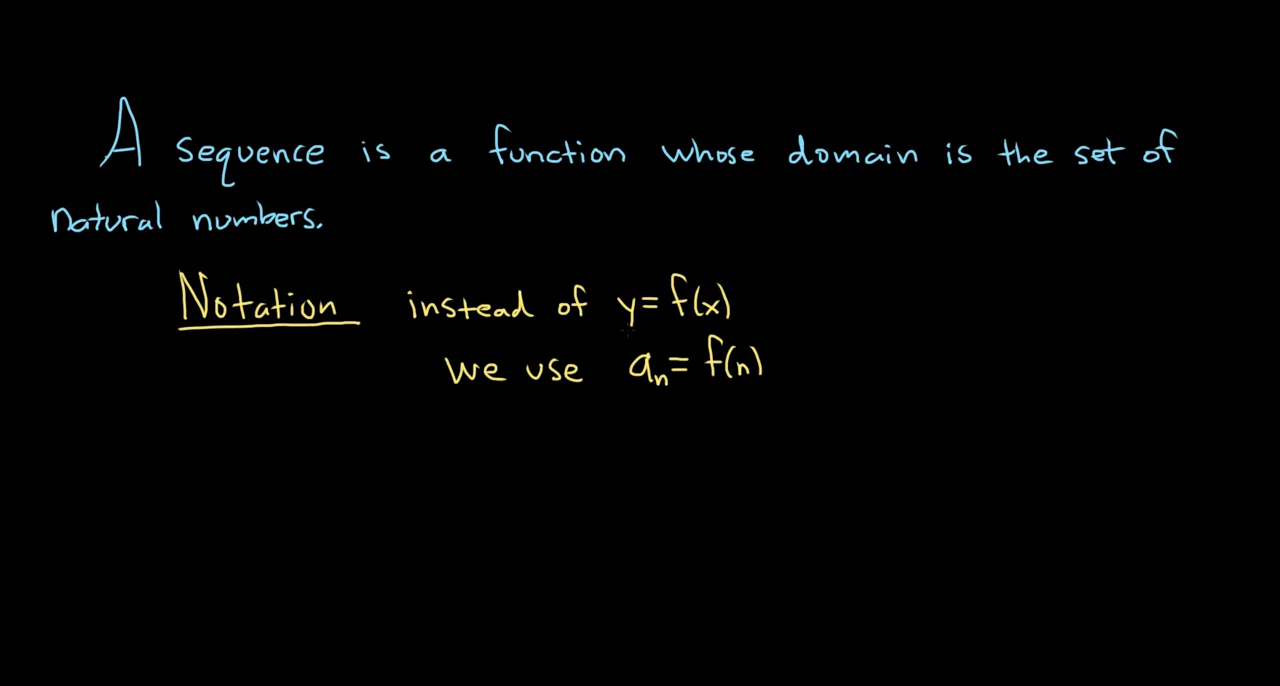 A sequence is a function whose domain is the set of
natural numbers.
Notation instead of y = f(x)
we use aₙ = f(n)